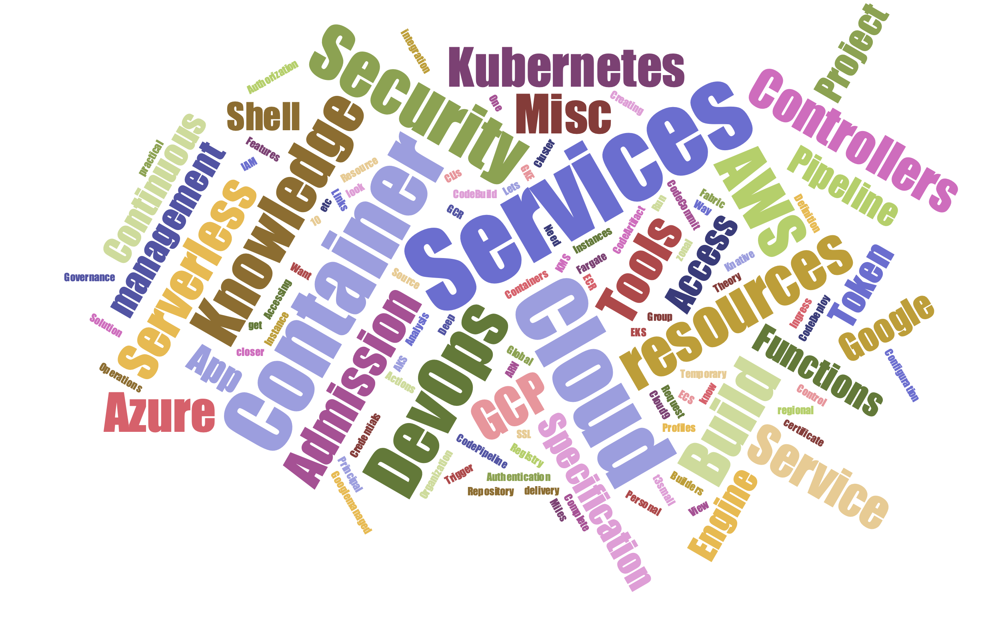 Project
Security
Integration
Kubernetes
Authorization
Controllers
Shell
Misc
One
Creating
Services
Knowledge
Continuous
practical
management
Features
IAM
Resource
look
Container
CLIs
Cluster
GKE
Lets
CodeBuild
GCR
AWS
Pipeline
Serverless
Links
etc
10
Run
CodeCommit
Fabric
Way
Definition
Need
Instances
CodeArtifact
Tools
Zonal
Access
Knative
Theory
KMS
Fargate
ECR
Containers
Source
Want
Governance
Solution
Accessing
get
Instance
closer
Admission
Analysis
Deep
DevOps
Cloud
Group
EKS
resources
Token
Ingress
CodeDeploy
Google
Functions
Configuration
App
Operations
Azure
AKS
Actions
Global
ARM
GCP
SSL
Temporary
Request
Cloud9
ECS
know
Build
Control
regional
Profiles
Certificate
Service
Credentials
Principal
Googlemanaged
Organization
CodePipeline
Registry
Trigger
Authentication
Repository
delivery
specification
Miles
Complete
Personal
t3small
Builders
View
Engine